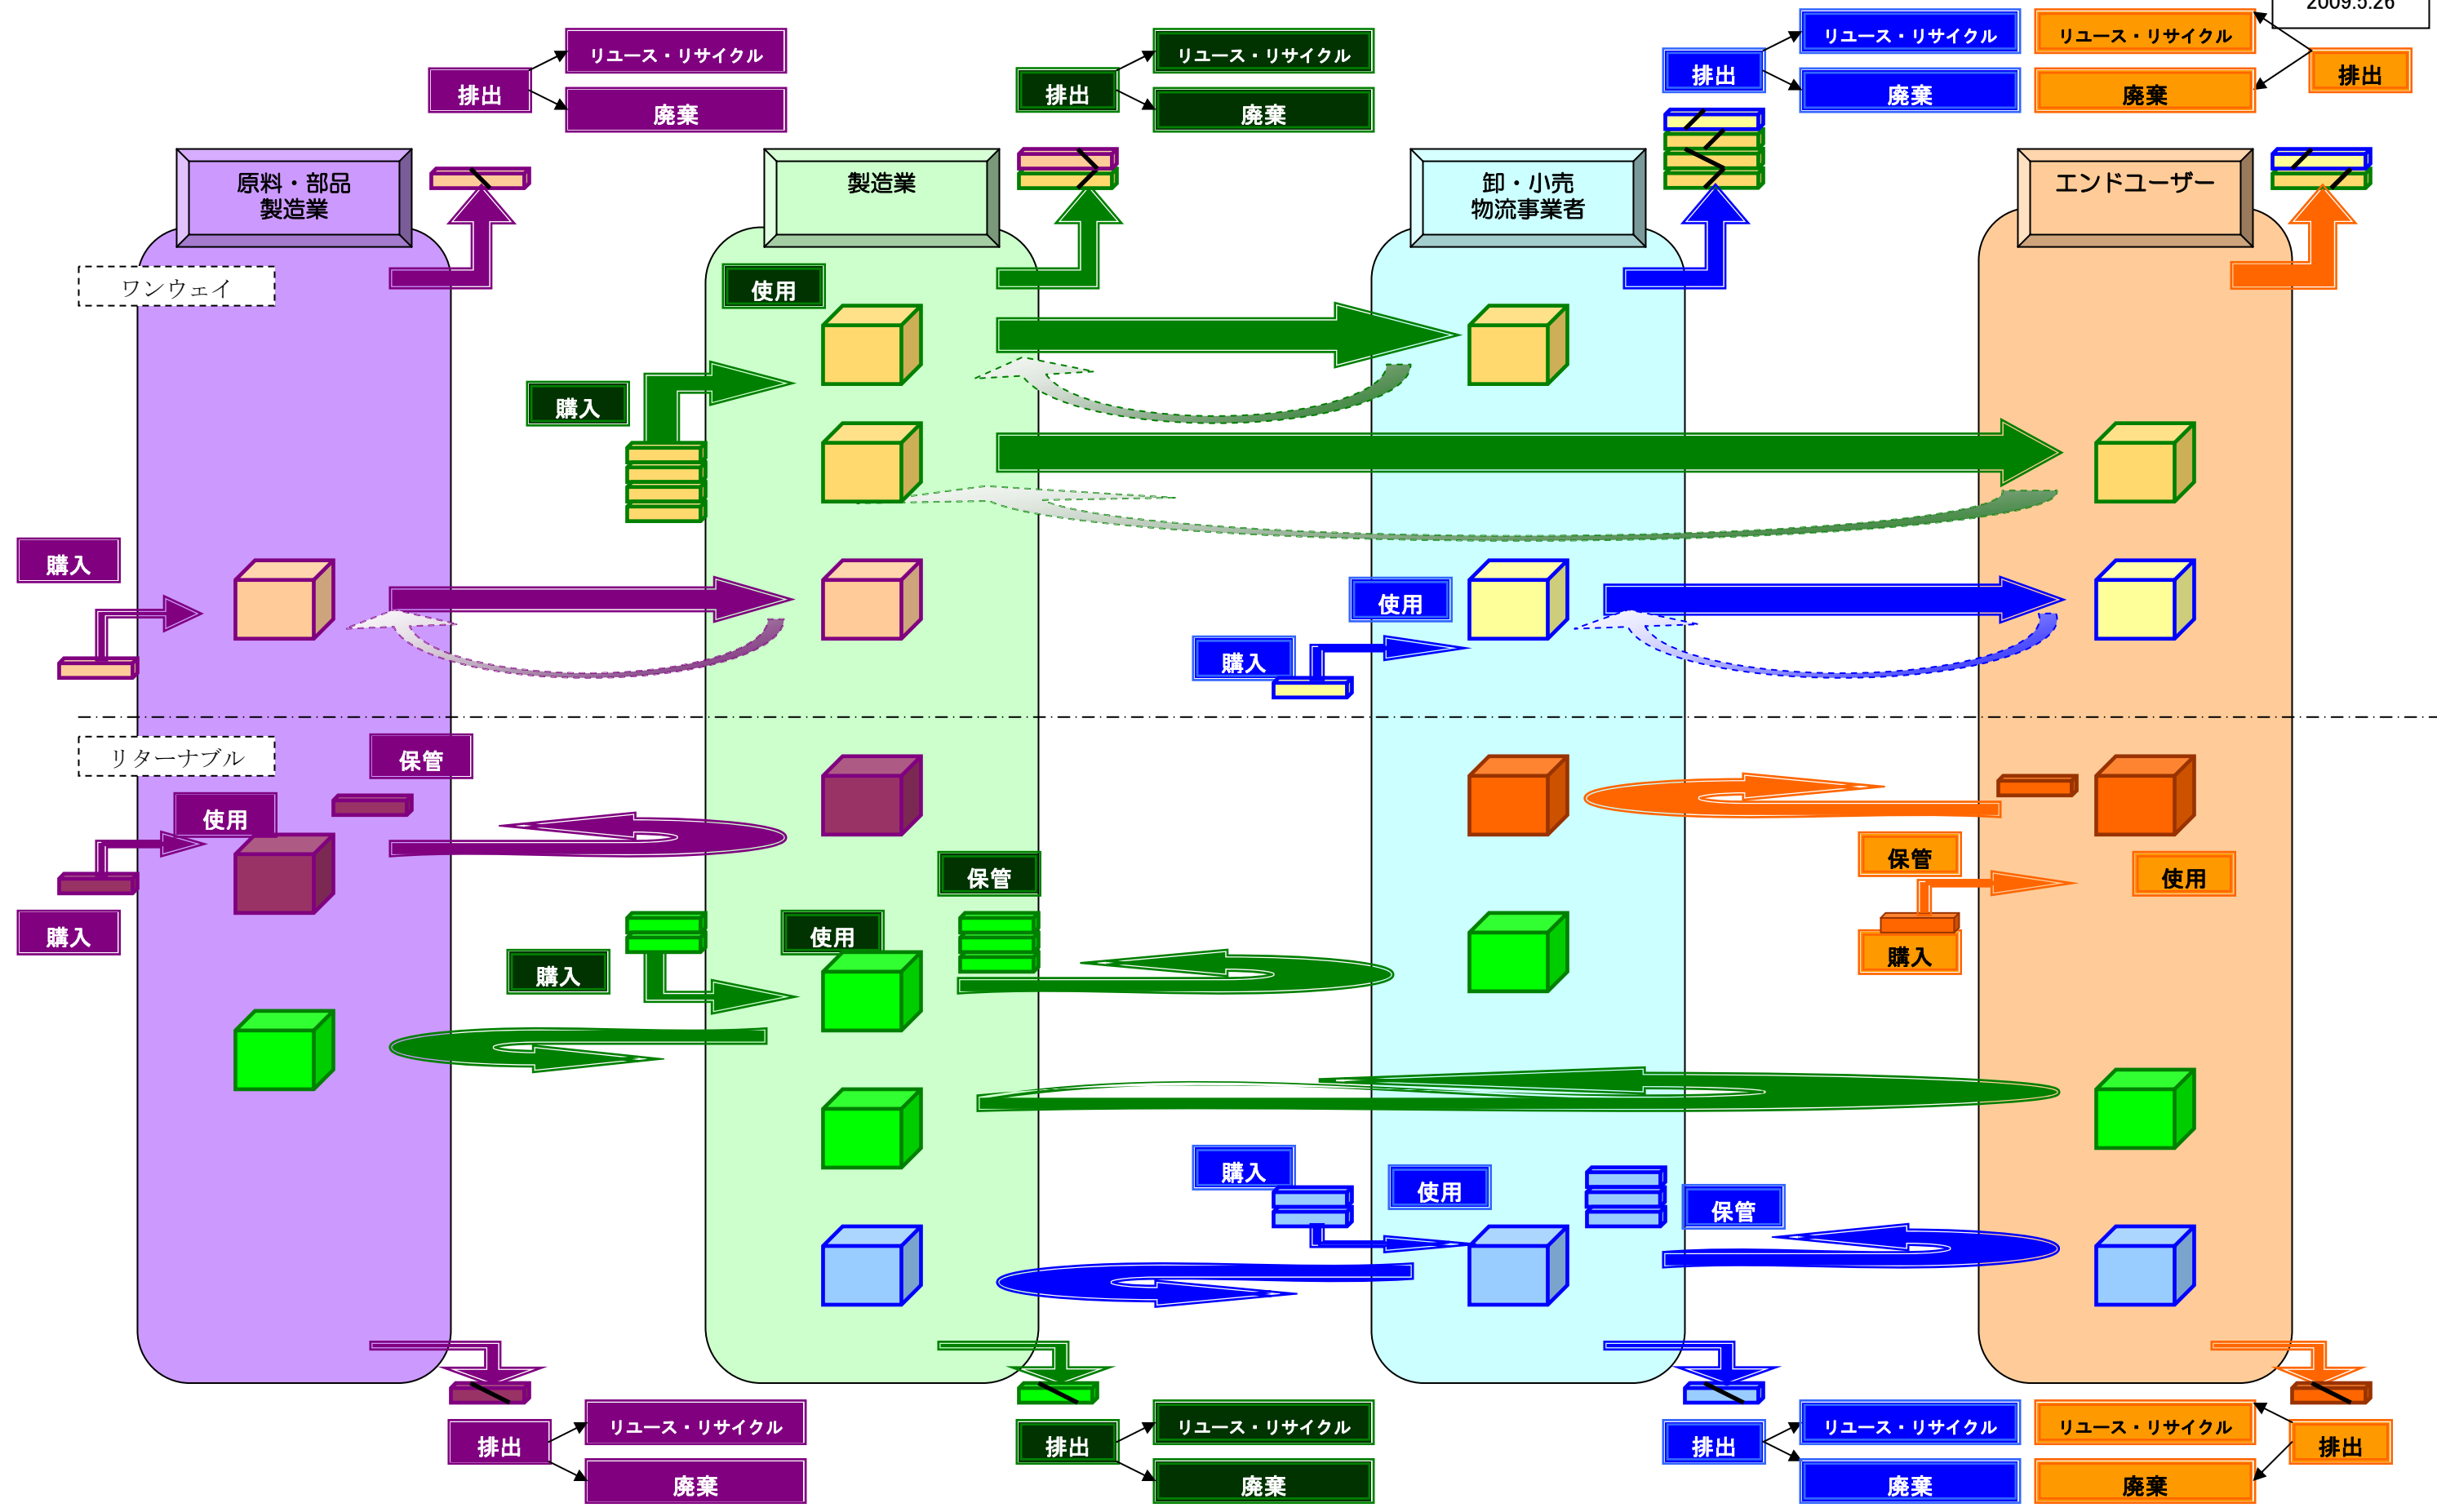 2009.5.26
リユース・リサイクル
排出
廃棄
リユース・リサイクル
排出
廃棄
リユース・リサイクル
排出
廃棄
リユース・リサイクル
排出
廃棄
原料・部品
製造業
製造業
卸・小売
物流事業者
エンドユーザー
ワンウェイ
使用
購入
購入
使用
購入
リターナブル
保管
使用
購入
保管
使用
購入
保管
使用
購入
購入
使用
保管
リユース・リサイクル
排出
廃棄
リユース・リサイクル
排出
廃棄
リユース・リサイクル
排出
廃棄
リユース・リサイクル
排出
廃棄